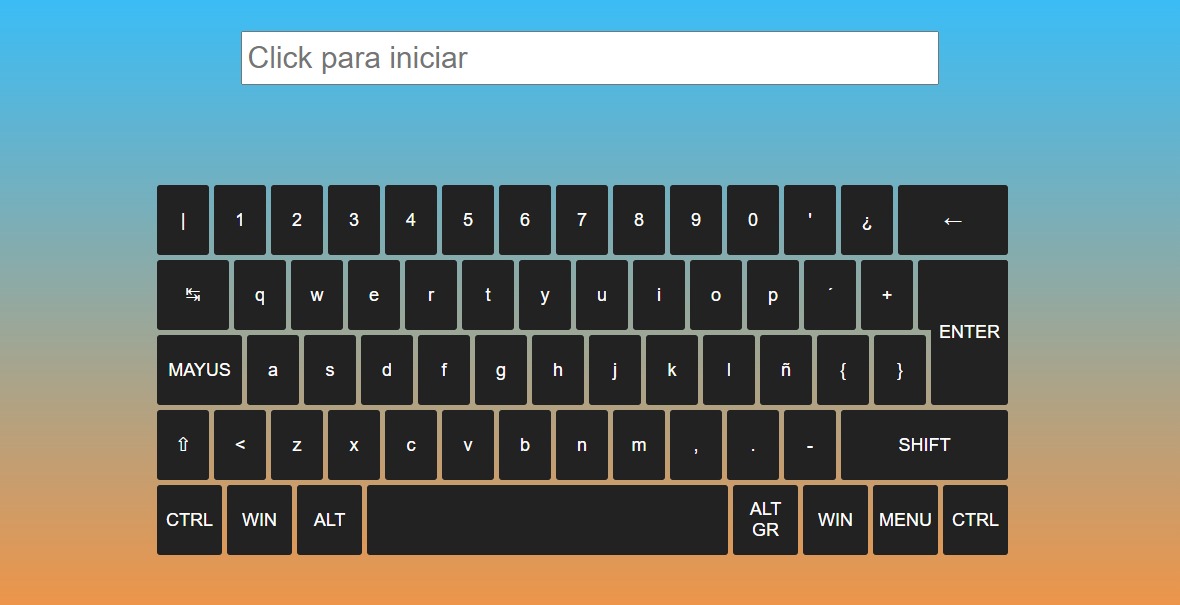 Click para iniciar
| 1 2 3 4 5 6 7 8 9 0 ' ¿ ←
↹ q w e r t y u i o p ´ +
ENTER
MAYUS a s d f g h j k l ñ { }
⇧ < z x c v b n m , . - SHIFT
CTRL WIN ALT ALT GR WIN MENU CTRL